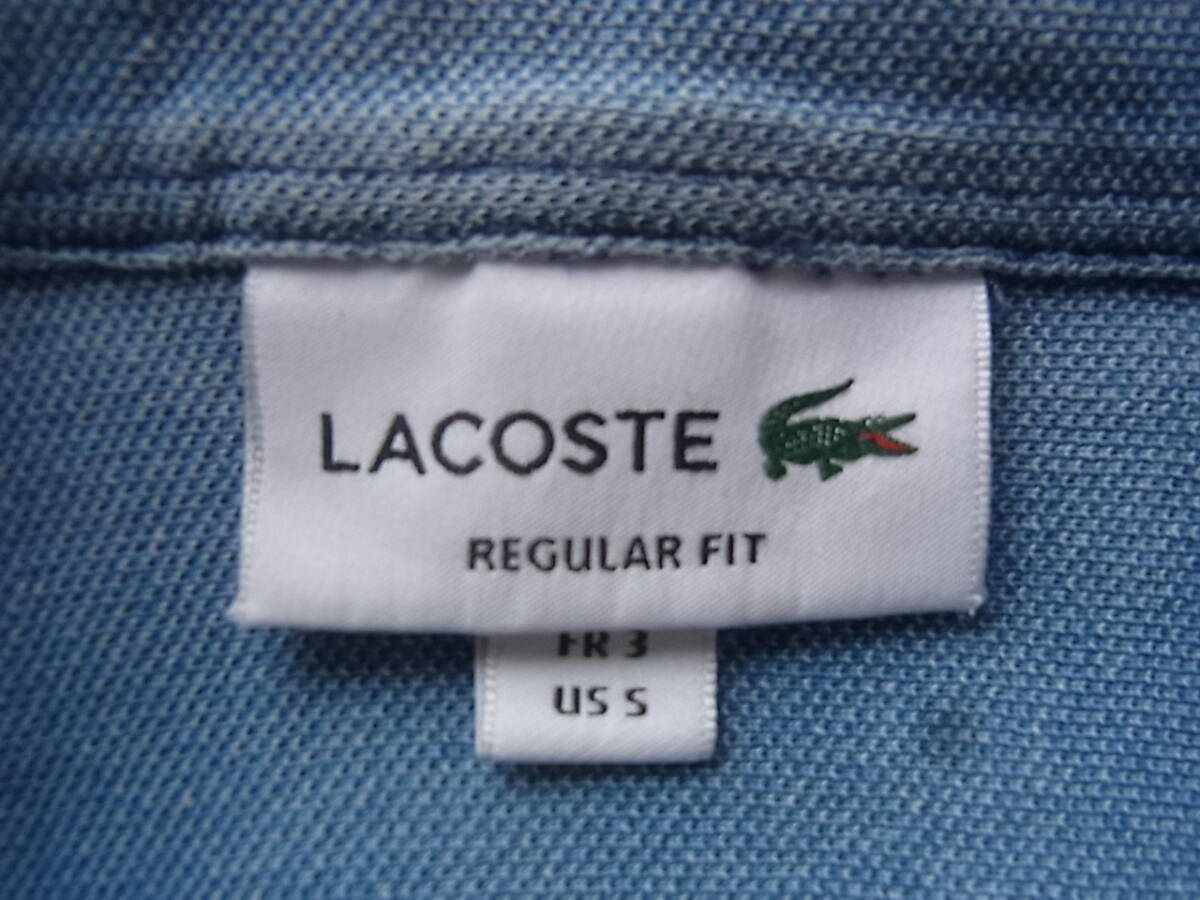 LACOSTE
REGULAR FIT
FR 3
US S